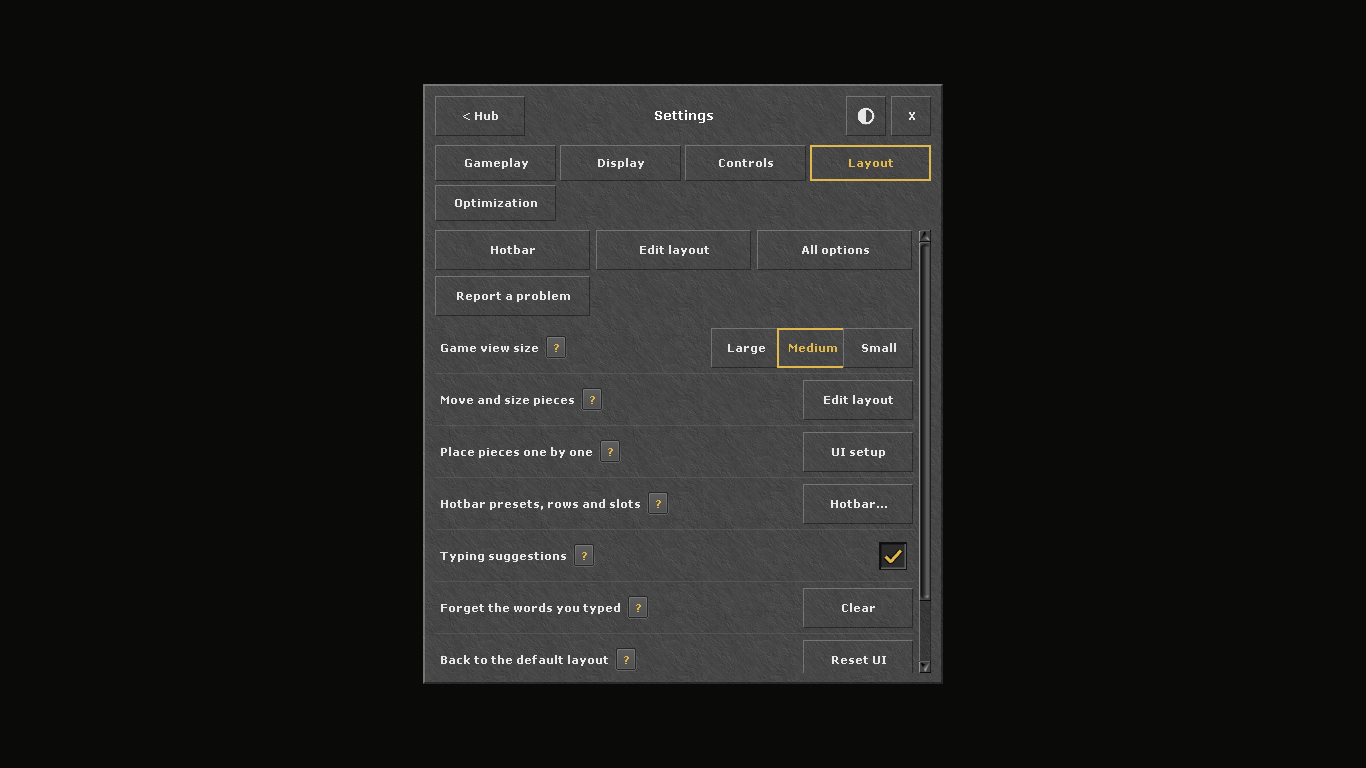 < Hub
Settings
X
Gameplay
Display
Controls
Layout
Optimization
Hotbar
Edit layout
All options
Report a problem
Game view size ?
Large
Medium
Small
Move and size pieces ?
Edit layout
Place pieces one by one ?
UI setup
Hotbar presets, rows and slots ?
Hotbar...
Typing suggestions ?
Forget the words you typed ?
Clear
Back to the default layout ?
Reset UI